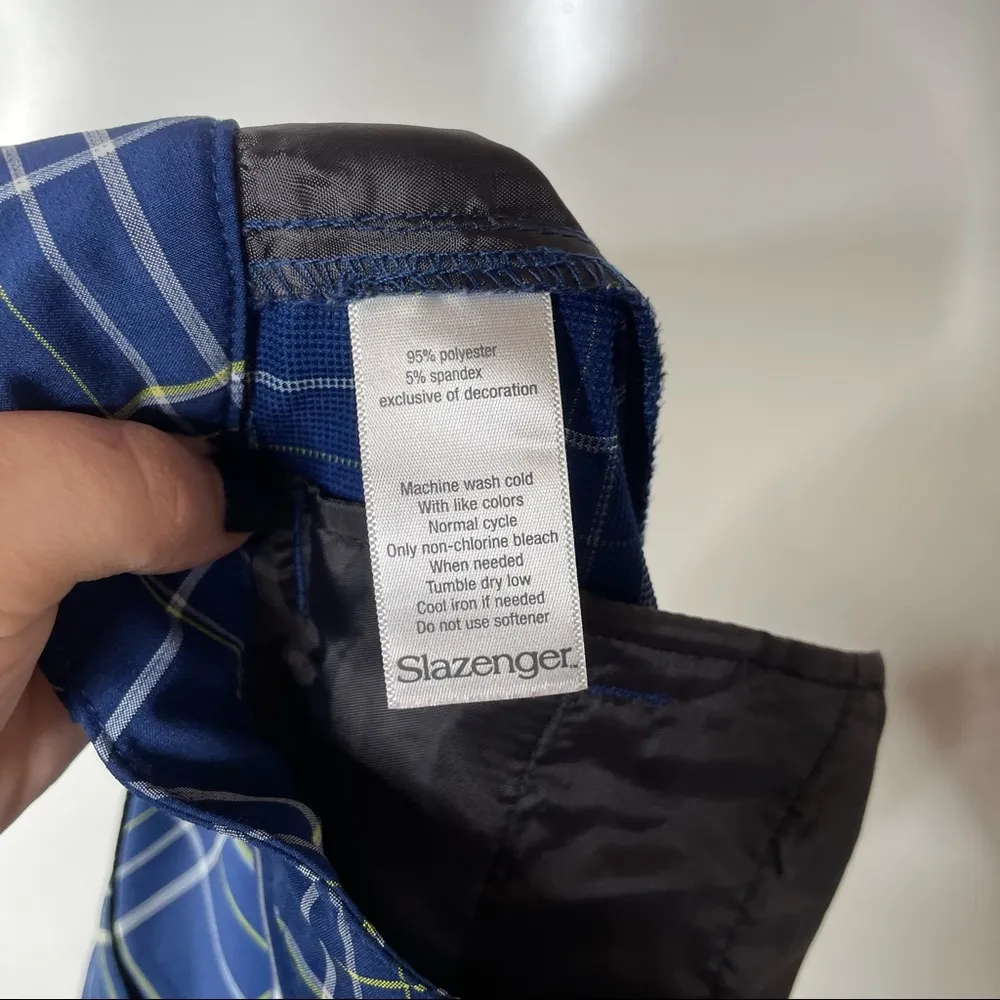 95% polyester
5% spandex
exclusive of decoration
Machine wash cold
With like colors
Normal cycle
Only non-chlorine bleach
When needed
Tumble dry low
Cool iron if needed
Do not use softener
Slazenger™